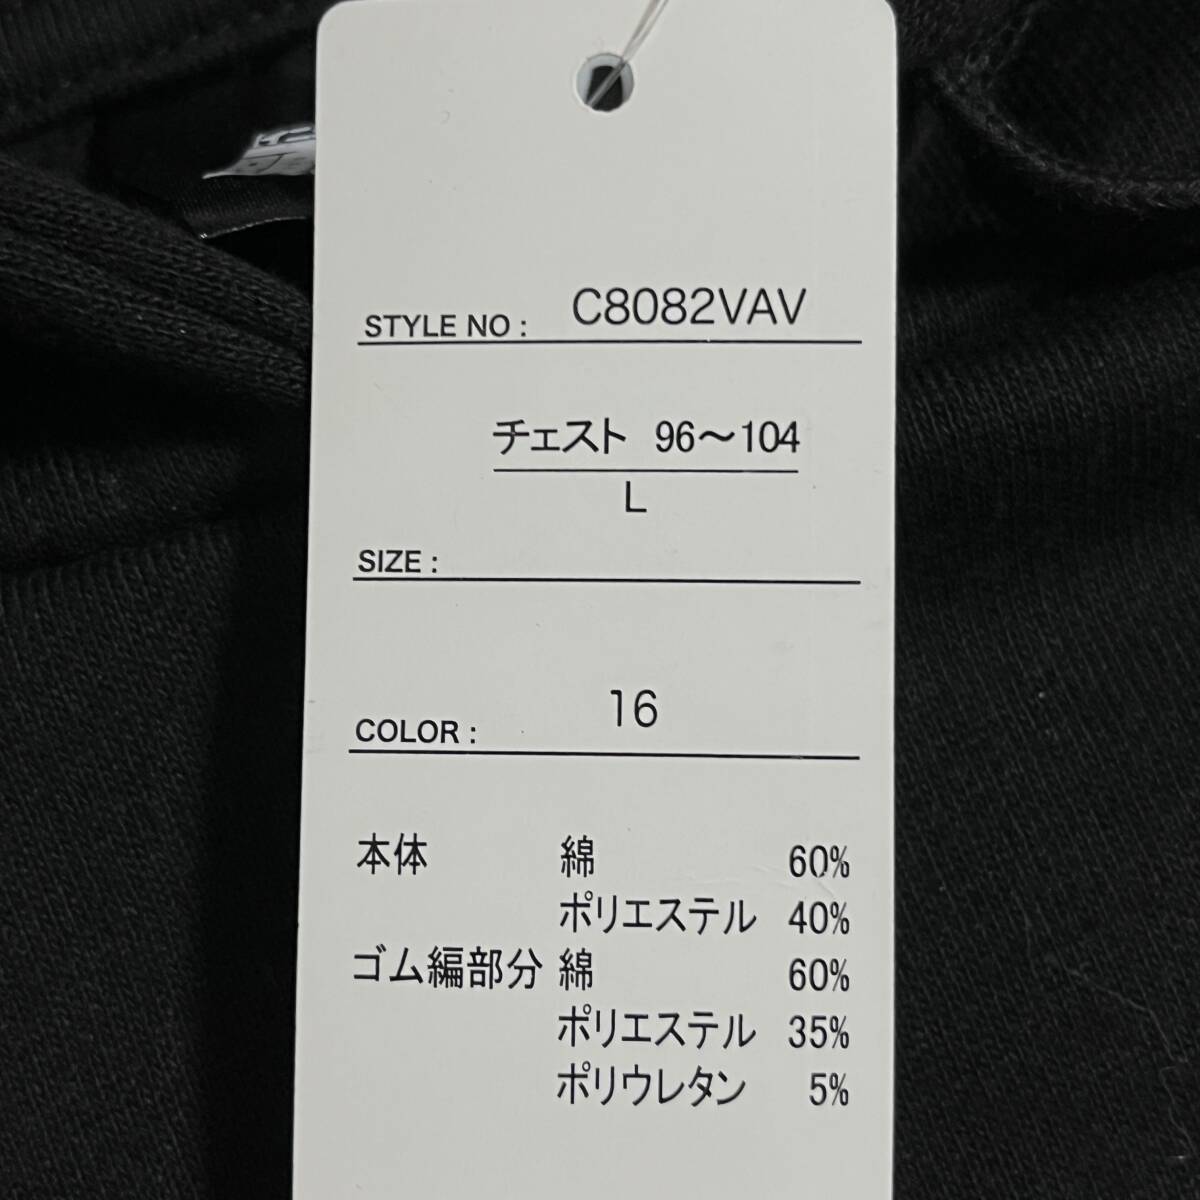 STYLE NO : C8082VAV
チェスト 96～104
L
SIZE :
COLOR : 16
本体 綿 60%
ポリエステル 40%
ゴム編部分 綿 60%
ポリエステル 35%
ポリウレタン 5%